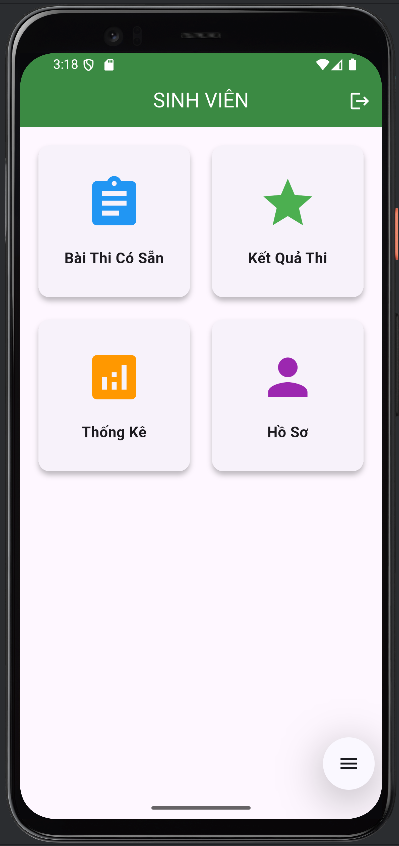 3:18
SINH VIÊN
Bài Thi Có Sẵn
Kết Quả Thi
Thống Kê
Hồ Sơ